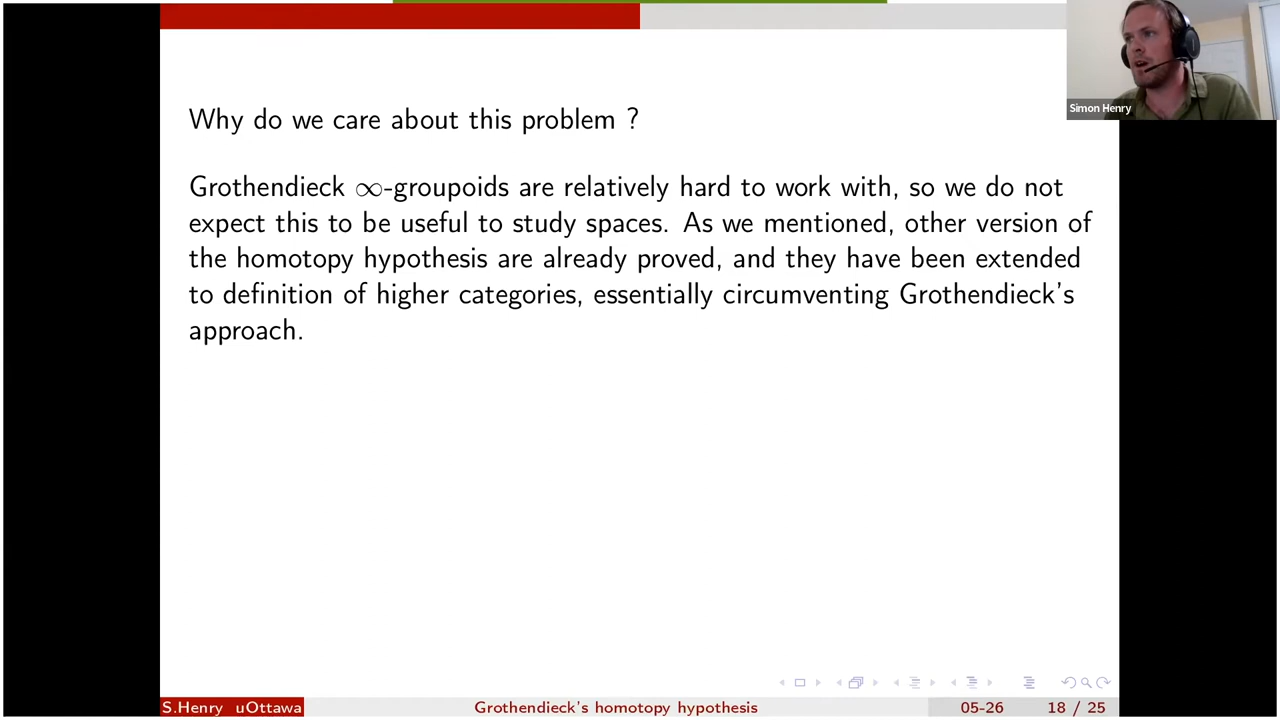 Simon Henry
Why do we care about this problem ?
Grothendieck ∞-groupoids are relatively hard to work with, so we do not
expect this to be useful to study spaces. As we mentioned, other version of
the homotopy hypothesis are already proved, and they have been extended
to definition of higher categories, essentially circumventing Grothendieck's
approach.
S.Henry uOttawa
Grothendieck's homotopy hypothesis
05-26
18 / 25